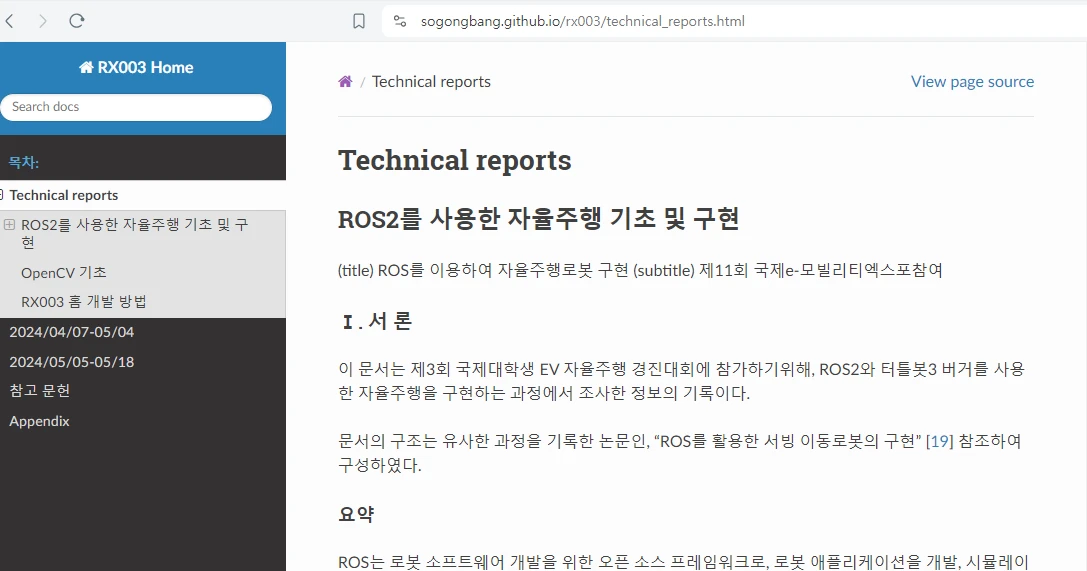 sogongbang.github.io/rx003/technical_reports.html
RX003 Home
Search docs
목차:
Technical reports
ROS2를 사용한 자율주행 기초 및 구
현
OpenCV 기초
RX003 홈 개발 방법
2024/04/07-05/04
2024/05/05-05/18
참고 문헌
Appendix
/ Technical reports
View page source
Technical reports
ROS2를 사용한 자율주행 기초 및 구현
(title) ROS를 이용하여 자율주행로봇 구현 (subtitle) 제11회 국제e-모빌리티엑스포참여
Ⅰ. 서 론
이 문서는 제3회 국제대학생 EV 자율주행 경진대회에 참가하기위해, ROS2와 터틀봇3 버거를 사용
한 자율주행을 구현하는 과정에서 조사한 정보의 기록이다.
문서의 구조는 유사한 과정을 기록한 논문인, “ROS를 활용한 서빙 이동로봇의 구현” [19] 참조하여
구성하였다.
요약
ROS는 로봇 소프트웨어 개발을 위한 오픈 소스 프레임워크로, 로봇 애플리케이션을 개발, 시뮬레이